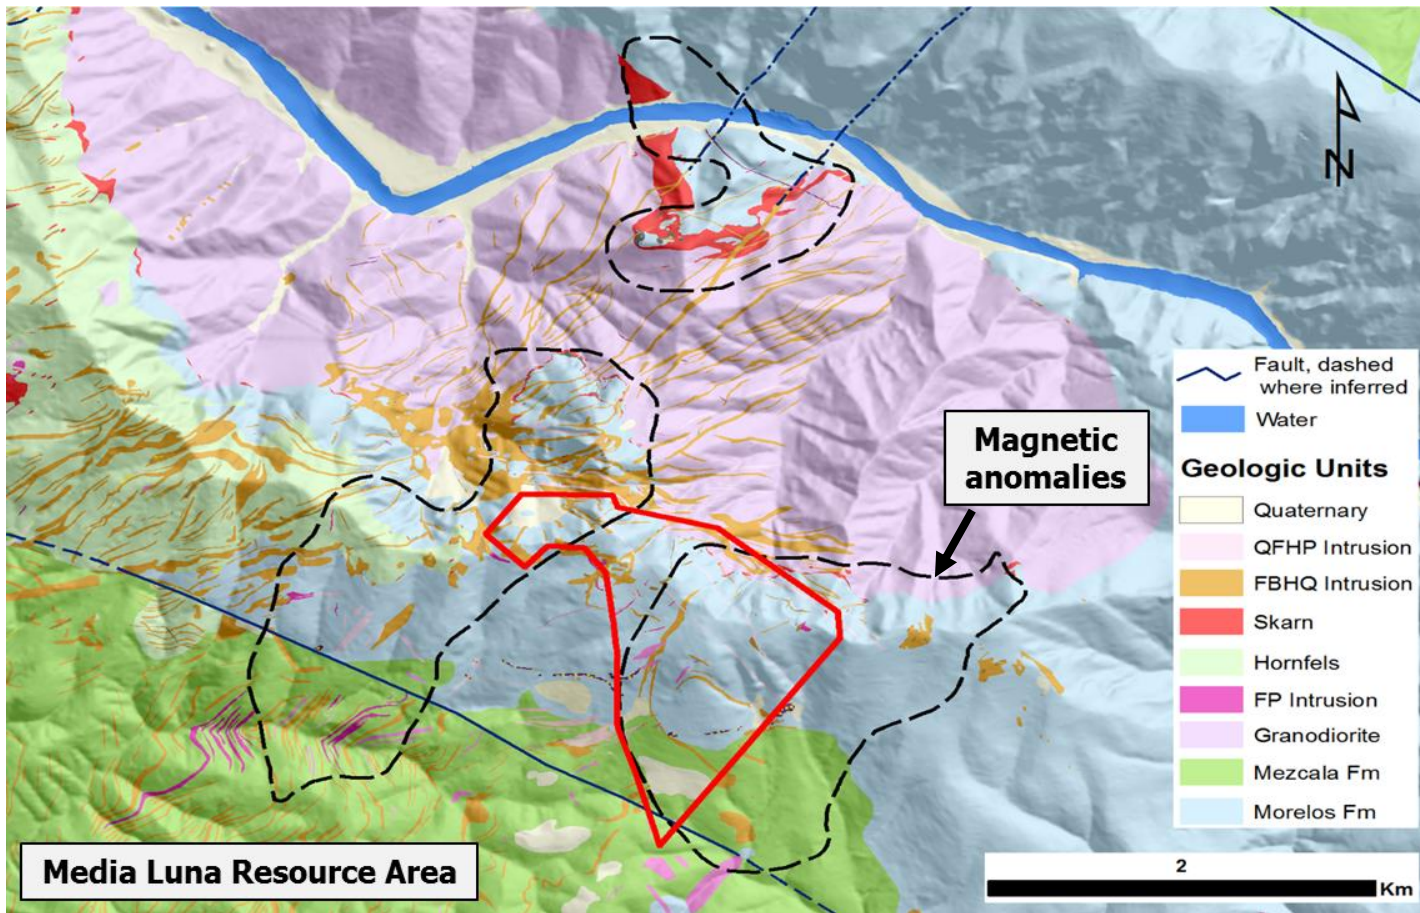 N
Fault, dashed
where inferred
Water
Magnetic
anomalies
Geologic Units
Quaternary
QFHP Intrusion
FBHQ Intrusion
Skarn
Hornfels
FP Intrusion
Granodiorite
Mezcala Fm
Morelos Fm
Media Luna Resource Area
2
Km